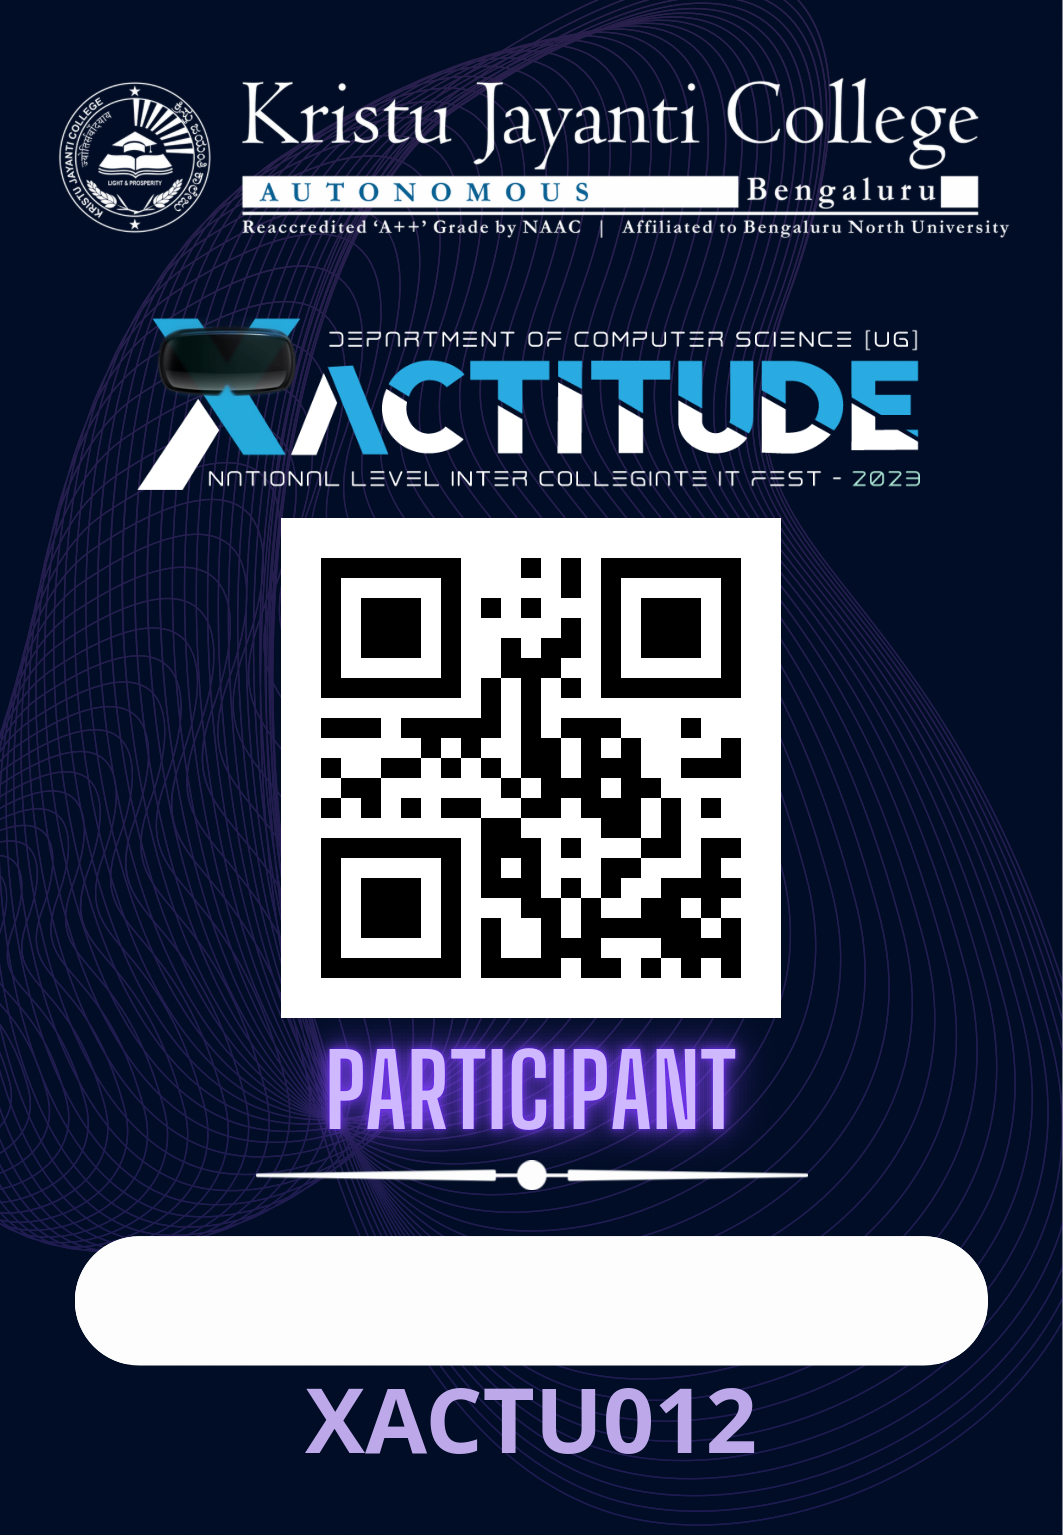 KRISTU JAYANTI COLLEGE
LIGHT & PROSPERITY
Kristu Jayanti College
AUTONOMOUS Bengaluru
Reaccredited ‘A++’ Grade by NAAC | Affiliated to Bengaluru North University
DEPARTMENT OF COMPUTER SCIENCE [UG]
XACTITUDE
NATIONAL LEVEL INTER COLLEGIATE IT FEST - 2023
PARTICIPANT
XACTU012